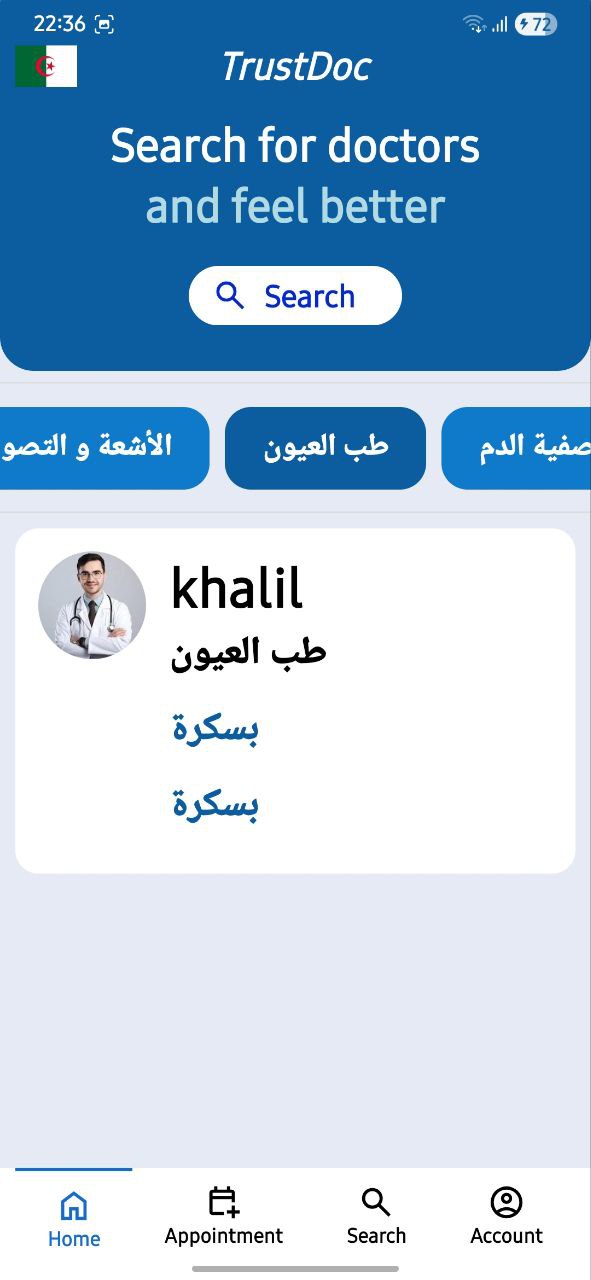 22:36
72
TrustDoc
Search for doctors
and feel better
Search
الأشعة و التصو
طب العيون
صفية الدم
khalil
طب العيون
بسكرة
بسكرة
Home
Appointment
Search
Account